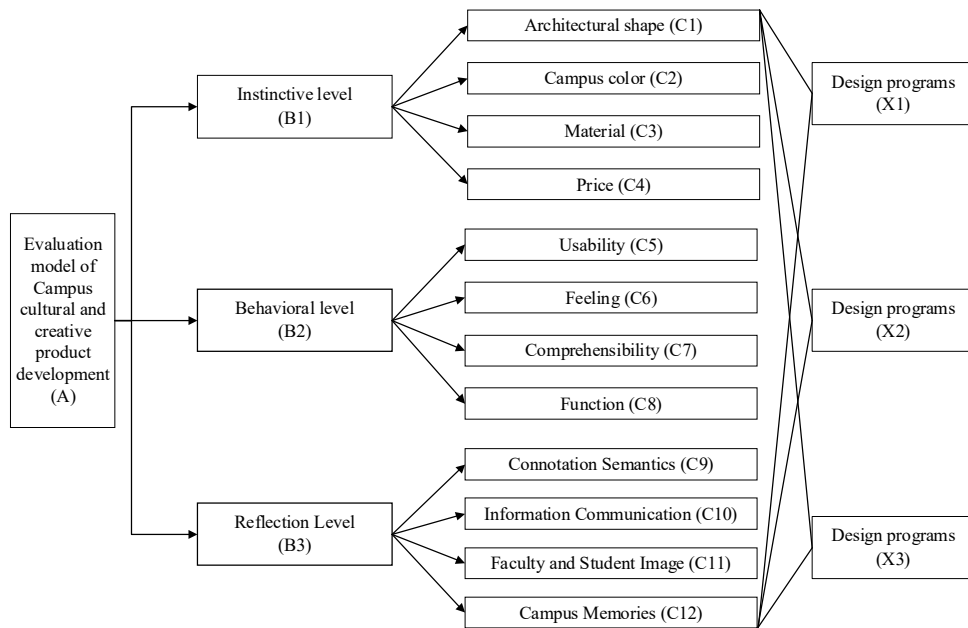 Evaluation
model of
Campus
cultural and
creative
product
development
(A)
Instinctive level
(B1)
Behavioral level
(B2)
Reflection Level
(B3)
Architectural shape (C1)
Campus color (C2)
Material (C3)
Price (C4)
Usability (C5)
Feeling (C6)
Comprehensibility (C7)
Function (C8)
Connotation Semantics (C9)
Information Communication (C10)
Faculty and Student Image (C11)
Campus Memories (C12)
Design programs
(X1)
Design programs
(X2)
Design programs
(X3)